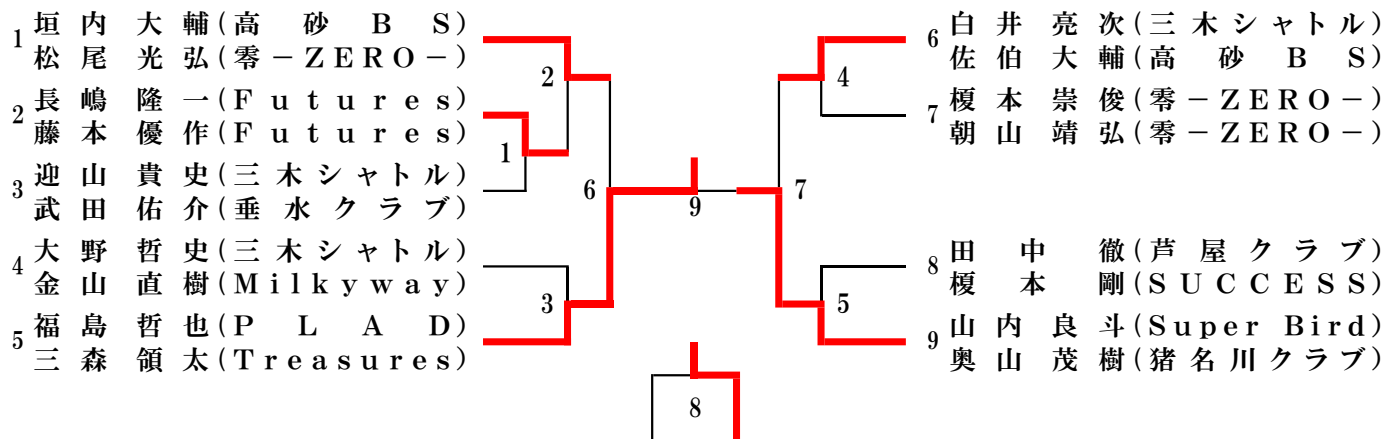 1 垣内大輔(高砂BS)
松尾光弘(零-ZERO-)
2 長嶋隆一(Futures)
藤本優作(Futures)
3 迎山貴史(三木シャトル)
武田佑介(垂水クラブ)
4 大野哲史(三木シャトル)
金山直樹(Milkyway)
5 福島哲也(PLAD)
三森領太(Treasures)
2
1
6
3
9
8
4
7
5
6 白井亮次(三木シャトル)
佐伯大輔(高砂BS)
7 榎本崇俊(零-ZERO-)
朝山靖弘(零-ZERO-)
8 田中徹(芦屋クラブ)
榎本剛(SUCCESS)
9 山内良斗(Super Bird)
奥山茂樹(猪名川クラブ)